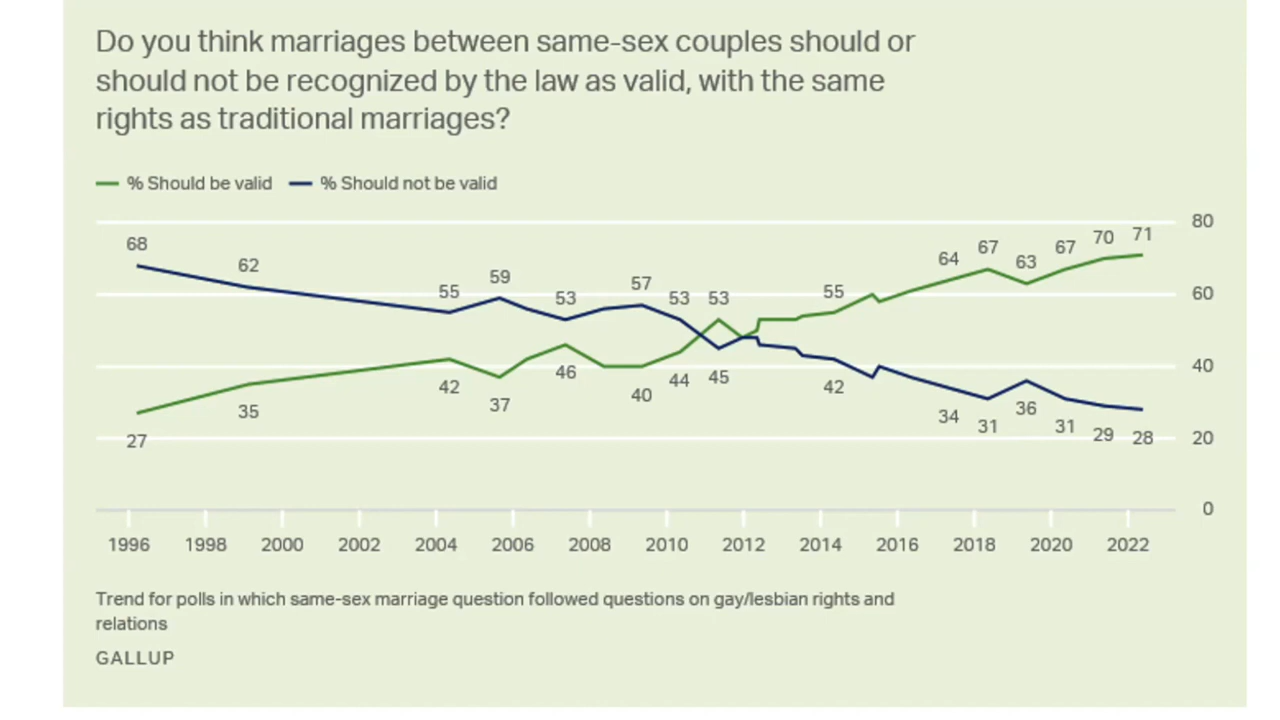 Do you think marriages between same-sex couples should or
should not be recognized by the law as valid, with the same
rights as traditional marriages?
% Should be valid % Should not be valid
80
68 62 55 59 53 57 53 53 55 64 67 63 67 70 71
60
40
27 35 42 37 46 40 44 45 42 34 31 36 31 29 28
20
0
1996 1998 2000 2002 2004 2006 2008 2010 2012 2014 2016 2018 2020 2022
Trend for polls in which same-sex marriage question followed questions on gay/lesbian rights and
relations
GALLUP